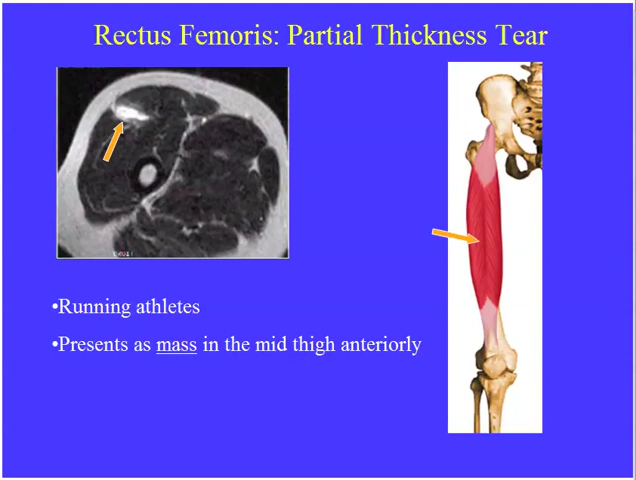 Rectus Femoris: Partial Thickness Tear
•Running athletes
•Presents as mass in the mid thigh anteriorly